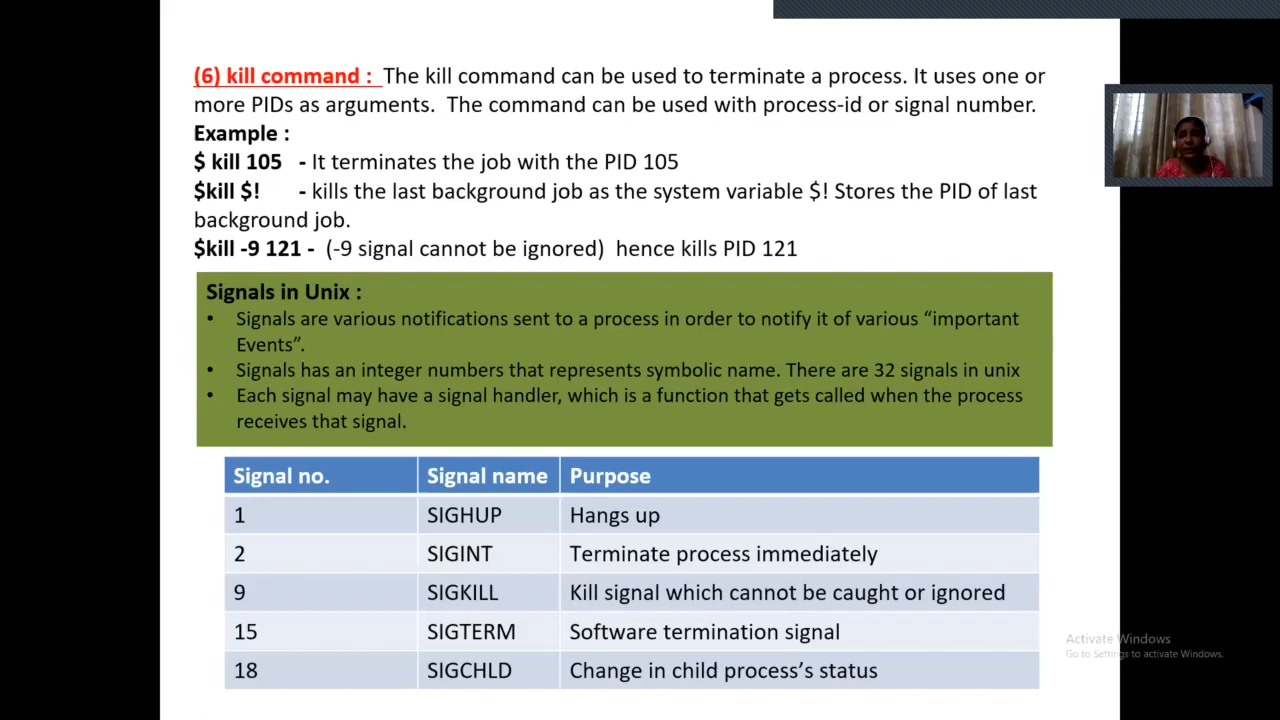 (6) kill command : The kill command can be used to terminate a process. It uses one or
more PIDs as arguments. The command can be used with process-id or signal number.
Example :
$ kill 105 - It terminates the job with the PID 105
$kill $! - kills the last background job as the system variable $! Stores the PID of last
background job.
$kill -9 121 - (-9 signal cannot be ignored) hence kills PID 121
Signals in Unix :
• Signals are various notifications sent to a process in order to notify it of various “important
Events”.
• Signals has an integer numbers that represents symbolic name. There are 32 signals in unix
• Each signal may have a signal handler, which is a function that gets called when the process
receives that signal.
Signal no. Signal name Purpose
1 SIGHUP Hangs up
2 SIGINT Terminate process immediately
9 SIGKILL Kill signal which cannot be caught or ignored
15 SIGTERM Software termination signal
18 SIGCHLD Change in child process’s status
Activate Windows
Go to Settings to activate Windows.